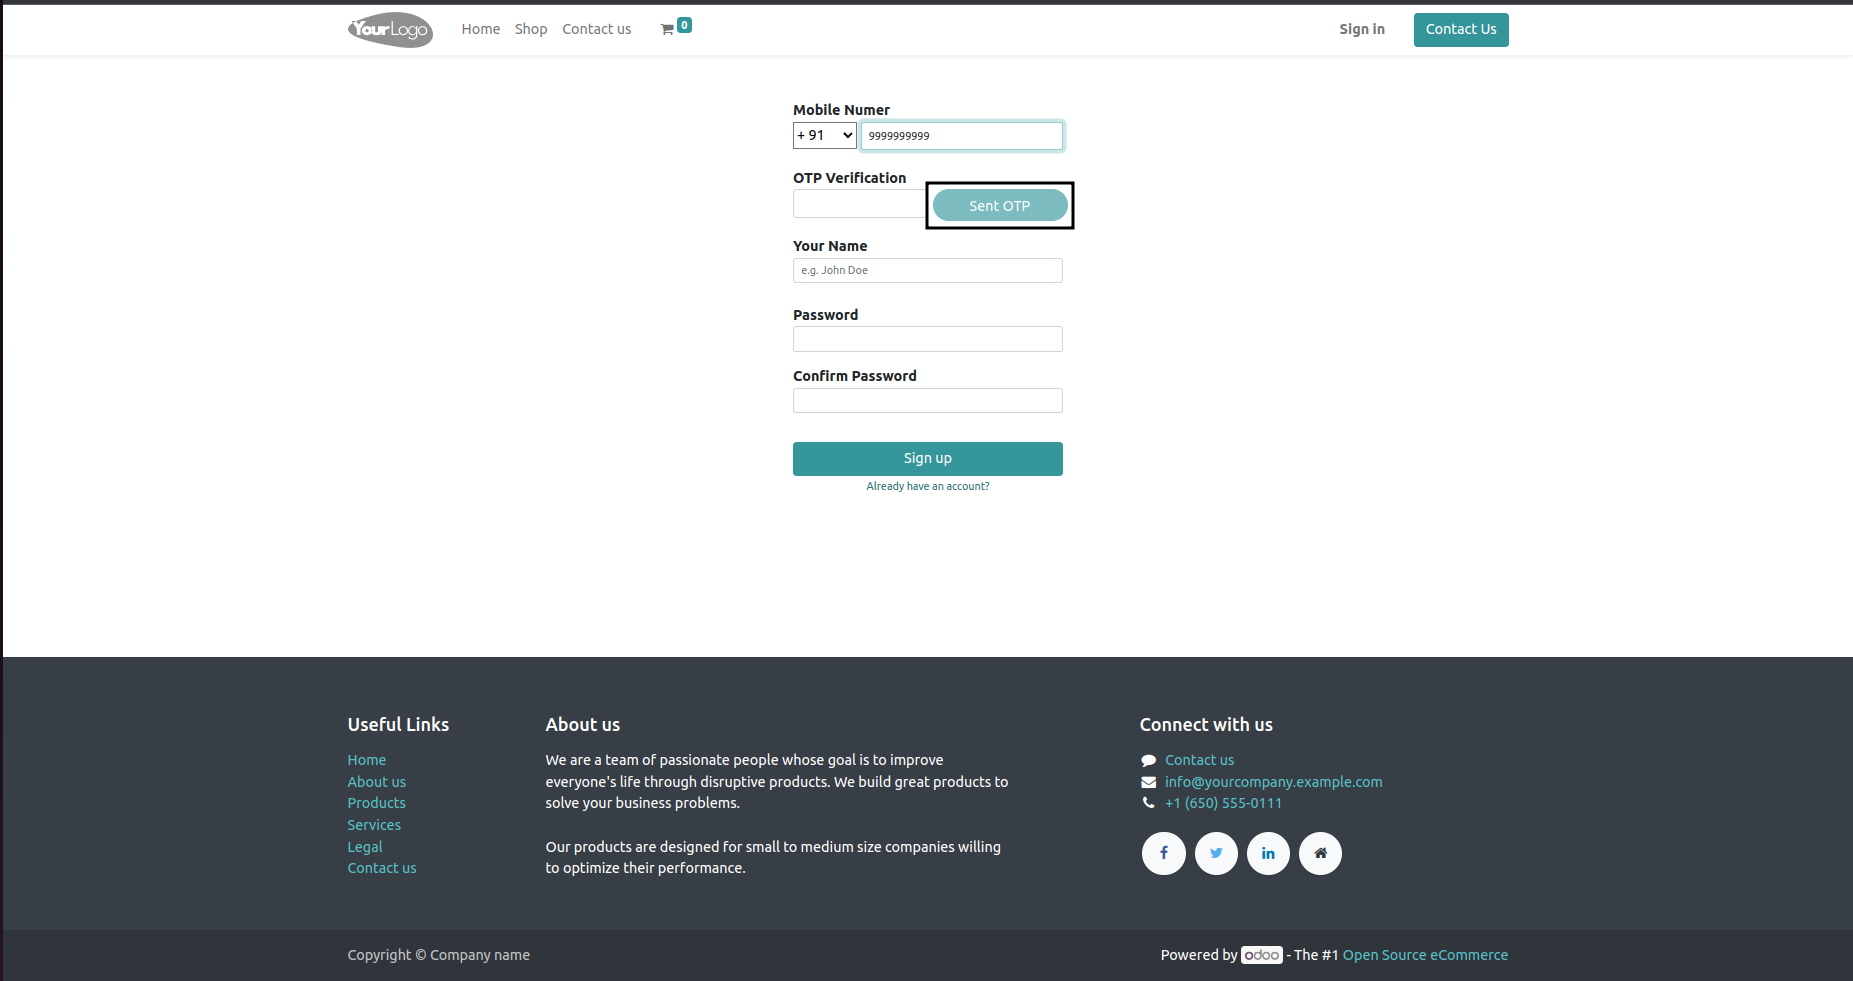 YourLogo Home Shop Contact us 0 Sign in Contact Us
Mobile Numer
+ 91 9999999999
OTP Verification
Sent OTP
Your Name
e.g. John Doe
Password
Confirm Password
Sign up
Already have an account?
Useful Links
Home
About us
Products
Services
Legal
Contact us
About us
We are a team of passionate people whose goal is to improve
everyone's life through disruptive products. We build great products to
solve your business problems.
Our products are designed for small to medium size companies willing
to optimize their performance.
Connect with us
Contact us
info@yourcompany.example.com
+1 (650) 555-0111
Copyright © Company name
Powered by odoo - The #1 Open Source eCommerce